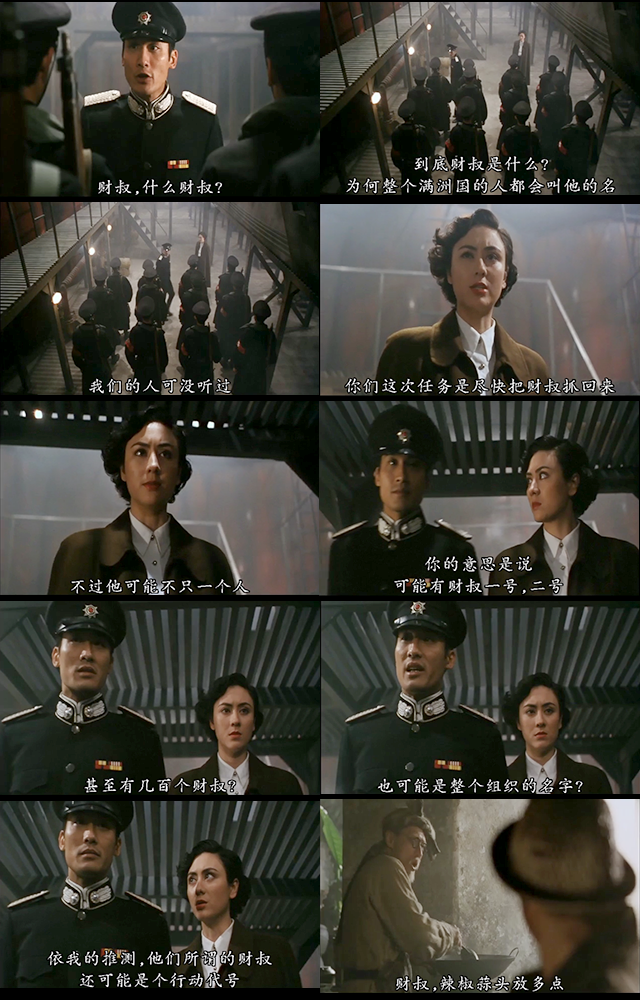 财叔,什么财叔?
到底财叔是什么?
为何整个满洲国的人都会叫他的名
我们的人可没听过
你们这次任务是尽快把财叔抓回来
不过他可能不只一个人
你的意思是说
可能有财叔一号,二号
甚至有几百个财叔?
也可能是整个组织的名字?
依我的推测,他们所谓的财叔
还可能是个行动代号
财叔,辣椒蒜头放多点